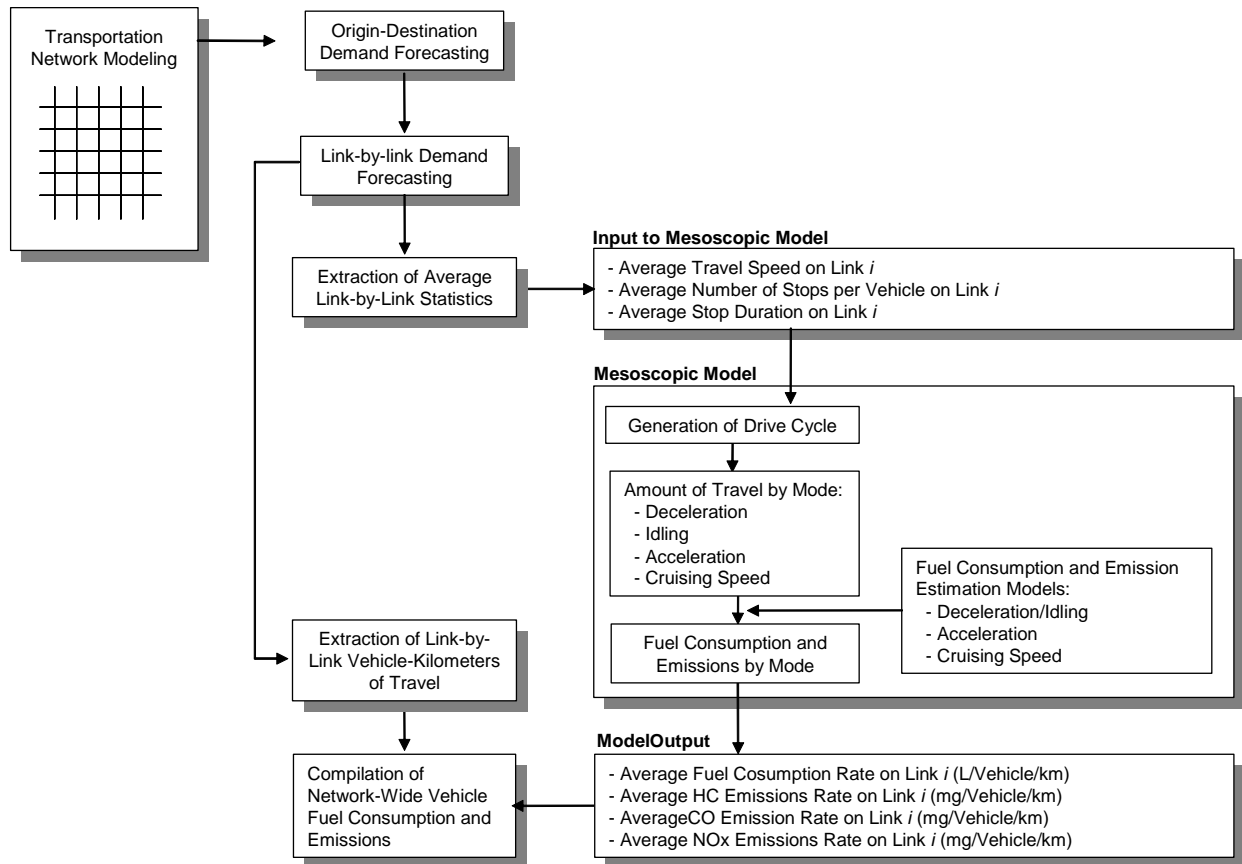 Transportation
Network Modeling
Origin-Destination
Demand Forecasting
Link-by-link Demand
Forecasting
Extraction of Average
Link-by-Link Statistics
Input to Mesoscopic Model
- Average Travel Speed on Link i
- Average Number of Stops per Vehicle on Link i
- Average Stop Duration on Link i
Mesoscopic Model
Generation of Drive Cycle
Amount of Travel by Mode:
- Deceleration
- Idling
- Acceleration
- Cruising Speed
Fuel Consumption and Emission
Estimation Models:
- Deceleration/Idling
- Acceleration
- Cruising Speed
Fuel Consumption and
Emissions by Mode
Extraction of Link-by-
Link Vehicle-Kilometers
of Travel
Compilation of
Network-Wide Vehicle
Fuel Consumption and
Emissions
ModelOutput
- Average Fuel Cosumption Rate on Link i (L/Vehicle/km)
- Average HC Emissions Rate on Link i (mg/Vehicle/km)
- AverageCO Emission Rate on Link i (mg/Vehicle/km)
- Average NOx Emissions Rate on Link i (mg/Vehicle/km)